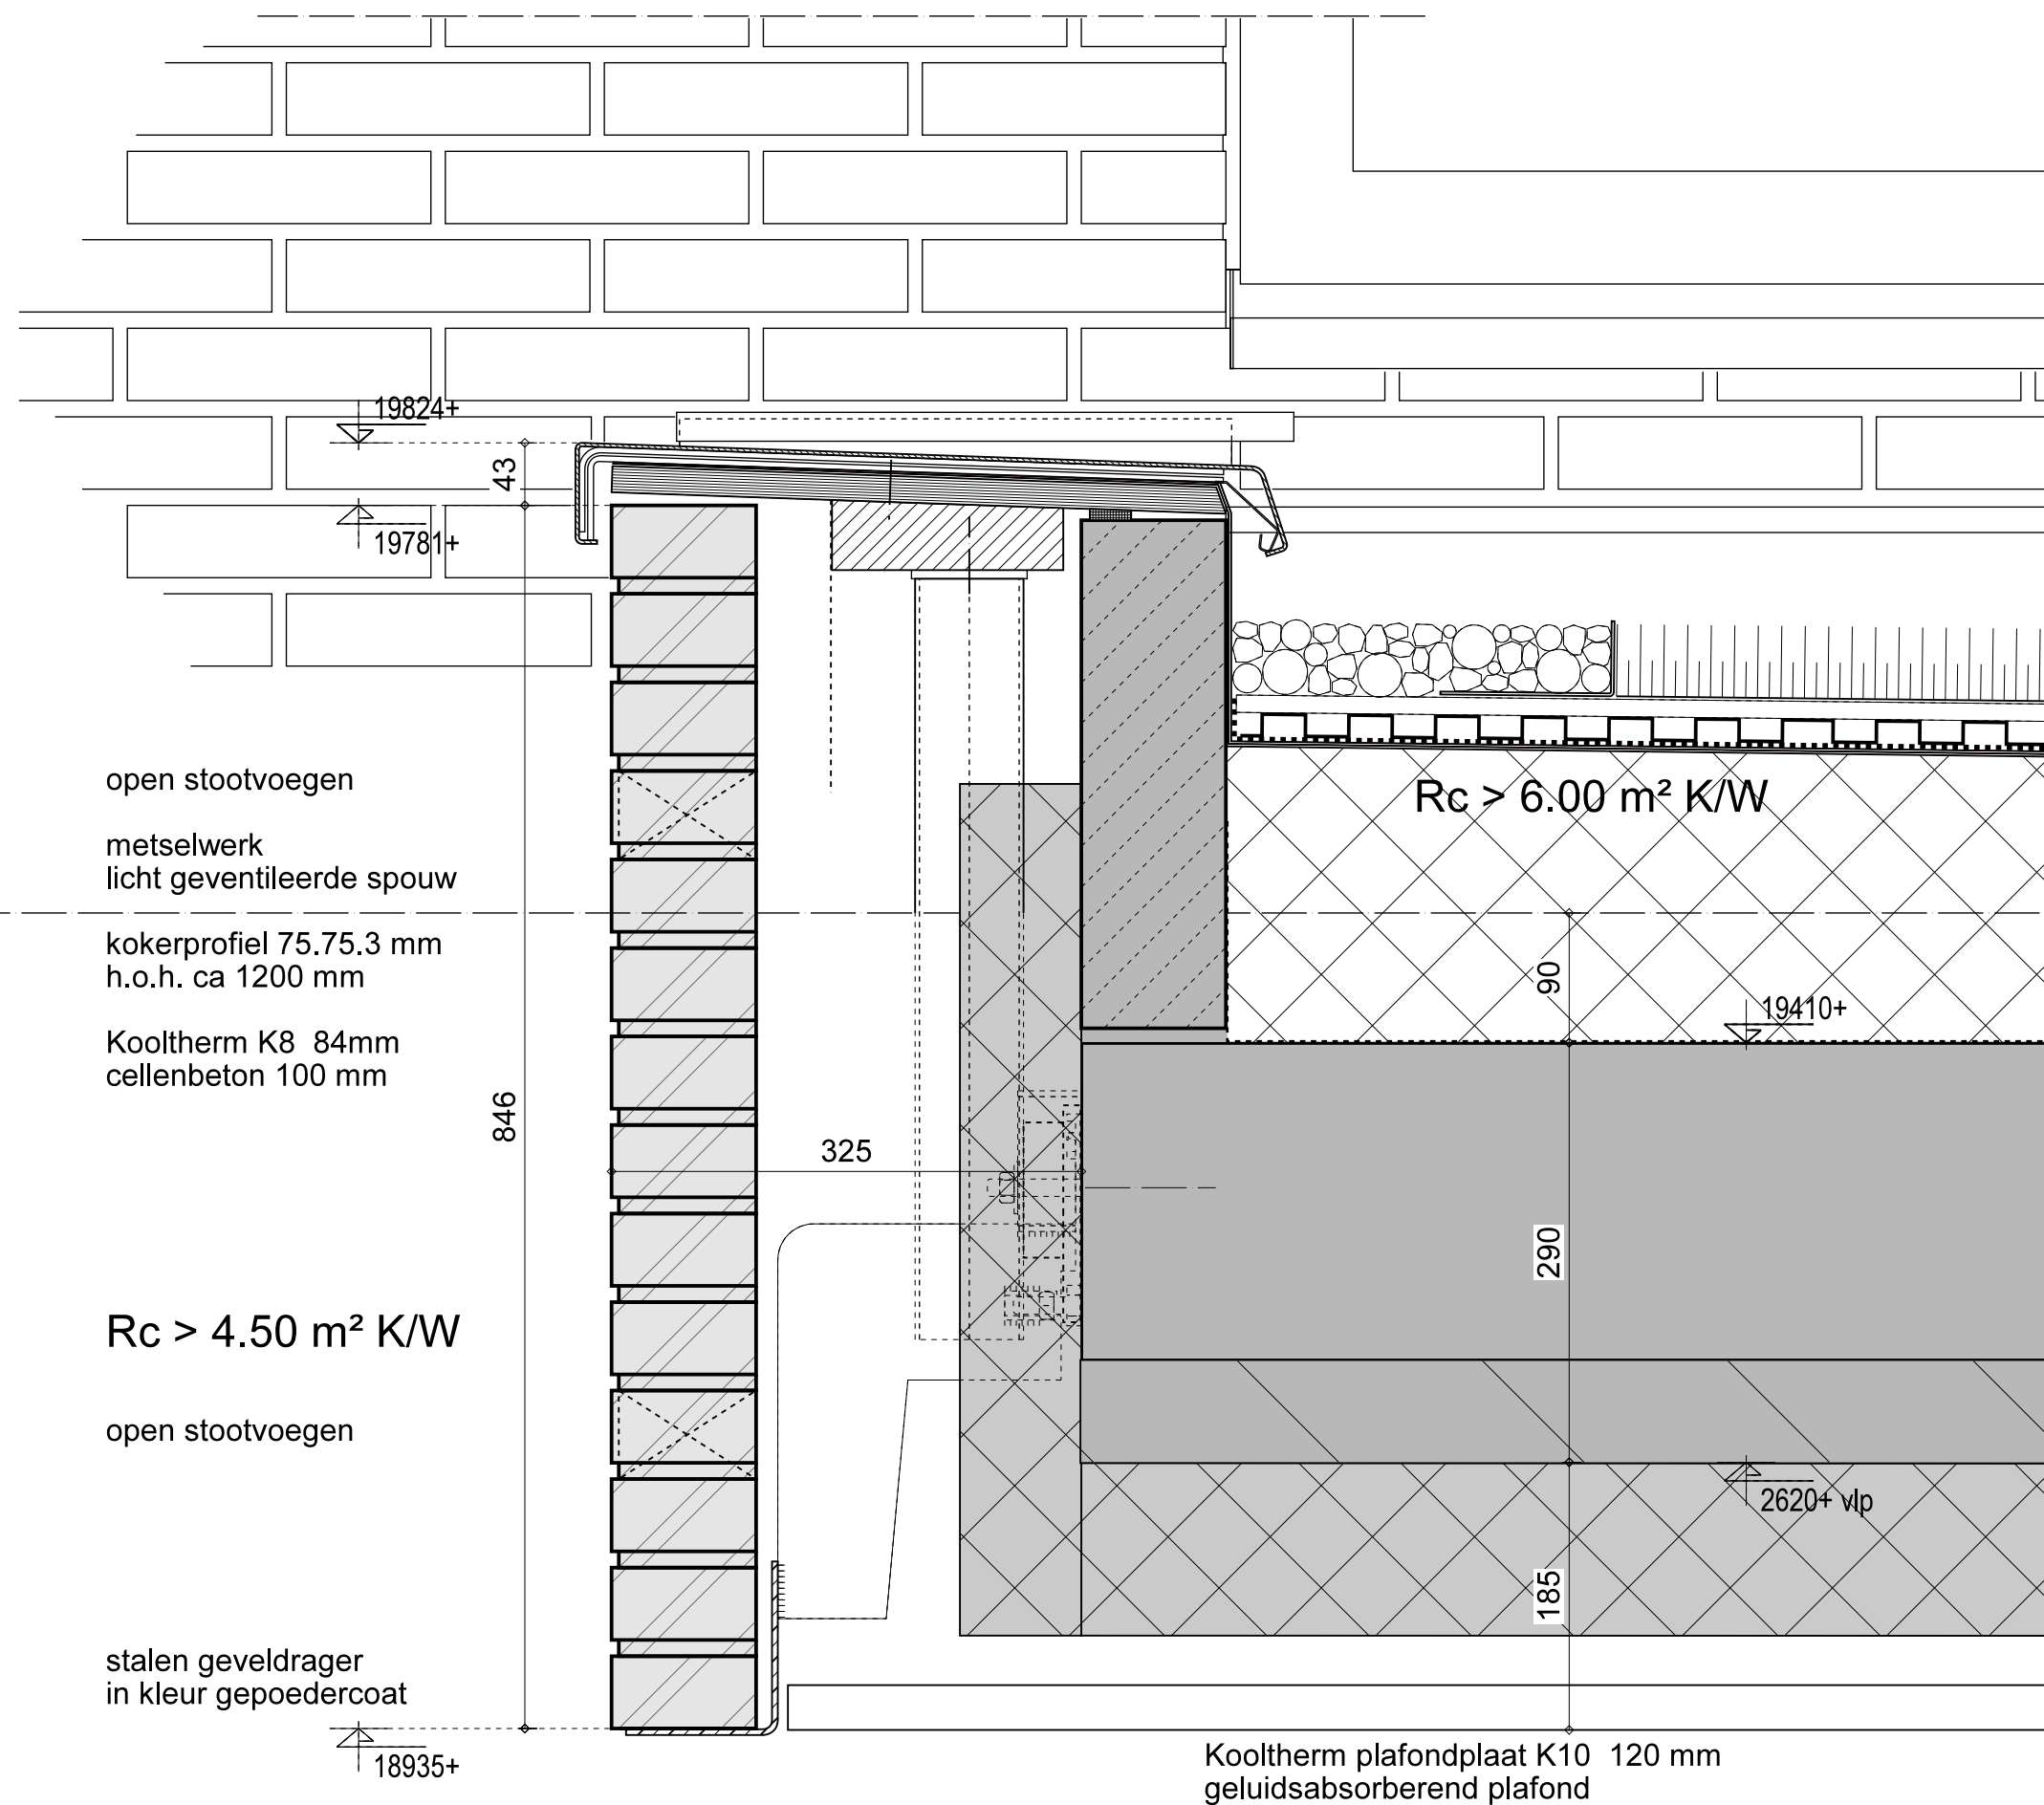 19824+
43
19781+
open stootvoegen
Rc > 6.00 m² K/W
metselwerk
licht geventileerde spouw
kokerprofiel 75.75.3 mm
h.o.h. ca 1200 mm
90
19410+
Kooltherm K8  84mm
cellenbeton 100 mm
846
325
290
Rc > 4.50 m² K/W
open stootvoegen
2620+ vlp
185
stalen geveldrager
in kleur gepoedercoat
18935+
Kooltherm plafondplaat K10  120 mm
geluidsabsorberend plafond